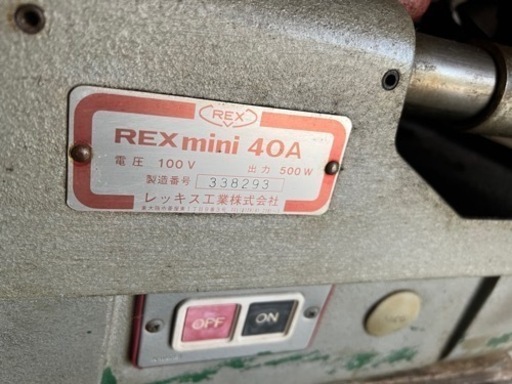 REX
REX mini 40A
電圧 100V 出力 500W
製造番号 338293
レッキス工業株式会社
OFF
ON